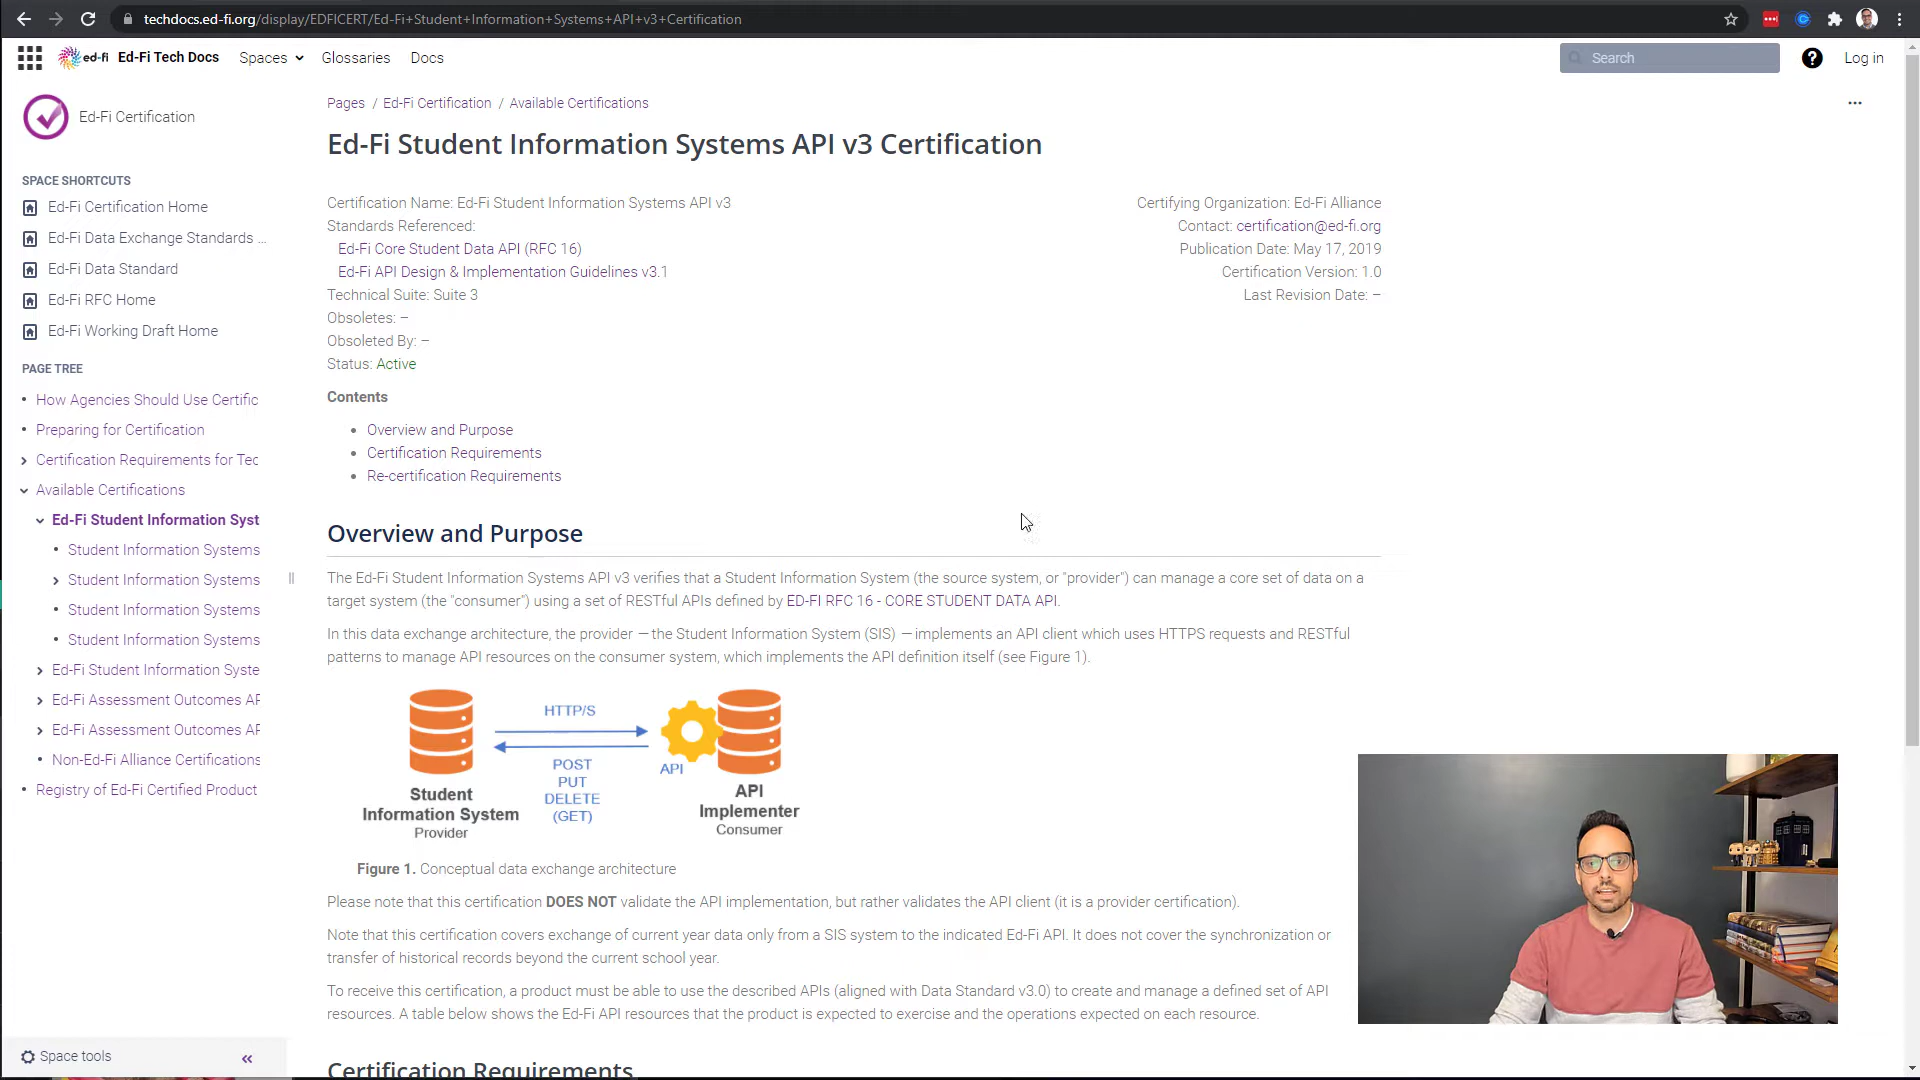 techdocs.ed-fi.org/display/EDFICERT/Ed-Fi+Student+Information+Systems+API+v3+Certification
ed-fi Ed-Fi Tech Docs Spaces Glossaries Docs Search Log in
Ed-Fi Certification
SPACE SHORTCUTS
Ed-Fi Certification Home
Ed-Fi Data Exchange Standards ...
Ed-Fi Data Standard
Ed-Fi RFC Home
Ed-Fi Working Draft Home
PAGE TREE
How Agencies Should Use Certific
Preparing for Certification
Certification Requirements for Tec
Available Certifications
Ed-Fi Student Information Syst
Student Information Systems
Student Information Systems
Student Information Systems
Student Information Systems
Ed-Fi Student Information Syste
Ed-Fi Assessment Outcomes AP
Ed-Fi Assessment Outcomes AP
Non-Ed-Fi Alliance Certifications
Registry of Ed-Fi Certified Product
Space tools
Pages / Ed-Fi Certification / Available Certifications
Ed-Fi Student Information Systems API v3 Certification
Certification Name: Ed-Fi Student Information Systems API v3
Standards Referenced:
Ed-Fi Core Student Data API (RFC 16)
Ed-Fi API Design & Implementation Guidelines v3.1
Technical Suite: Suite 3
Obsoletes: –
Obsoleted By: –
Status: Active
Certifying Organization: Ed-Fi Alliance
Contact: certification@ed-fi.org
Publication Date: May 17, 2019
Certification Version: 1.0
Last Revision Date: –
Contents
Overview and Purpose
Certification Requirements
Re-certification Requirements
Overview and Purpose
The Ed-Fi Student Information Systems API v3 verifies that a Student Information System (the source system, or "provider") can manage a core set of data on a
target system (the "consumer") using a set of RESTful APIs defined by ED-FI RFC 16 - CORE STUDENT DATA API.
In this data exchange architecture, the provider — the Student Information System (SIS) — implements an API client which uses HTTPS requests and RESTful
patterns to manage API resources on the consumer system, which implements the API definition itself (see Figure 1).
HTTP/S
POST
PUT
DELETE
(GET)
API
Student
Information System
Provider
API
Implementer
Consumer
Figure 1. Conceptual data exchange architecture
Please note that this certification DOES NOT validate the API implementation, but rather validates the API client (it is a provider certification).
Note that this certification covers exchange of current year data only from a SIS system to the indicated Ed-Fi API. It does not cover the synchronization or
transfer of historical records beyond the current school year.
To receive this certification, a product must be able to use the described APIs (aligned with Data Standard v3.0) to create and manage a defined set of API
resources. A table below shows the Ed-Fi API resources that the product is expected to exercise and the operations expected on each resource.
Certification Requirements